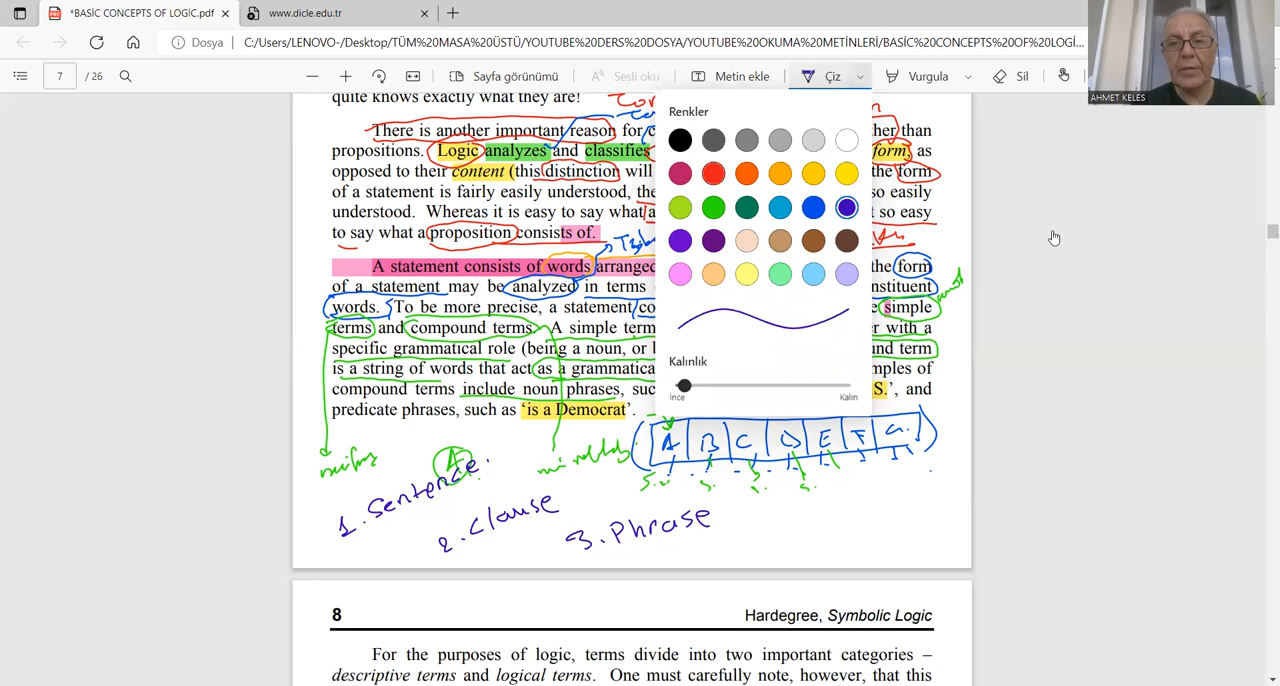 *BASİC CONCEPTS OF LOGİC.pdf
www.dicle.edu.tr
Dosya
C:/Users/LENOVO-/Desktop/TÜM%20MASA%20ÜSTÜ/YOUTUBE%20DERS%20DOSYA/YOUTUBE%20OKUMA%20METİNLERİ/BASİC%20CONCEPTS%20OF%20LOGİ...
7 / 26
Sayfa görünümü
Sesli oku
Metin ekle
Çiz
Vurgula
Sil
AHMET KELES
Renkler
Kalınlık
İnce
Kalın
quite knows exactly what they are!
There is another important reason for
than
propositions. Logic analyzes and classifies
form, as
opposed to their content (this distinction will
the form
of a statement is fairly easily understood, the
so easily
understood. Whereas it is easy to say what a
t so easy
to say what a proposition consists of.
A statement consists of words arranged
the form
of a statement may be analyzed in terms
nstituent
words. To be more precise, a statement
simple
terms and compound terms. A simple term
with a
specific grammatical role (being a noun, or
und term
is a string of words that act as a grammatica
mples of
compound terms include noun phrases, suc
S.', and
predicate phrases, such as 'is a Democrat'.
A B C D E F G
A
1. Sentence.
2. Clause
3. Phrase
8
Hardegree, Symbolic Logic
For the purposes of logic, terms divide into two important categories –
descriptive terms and logical terms. One must carefully note, however, that this